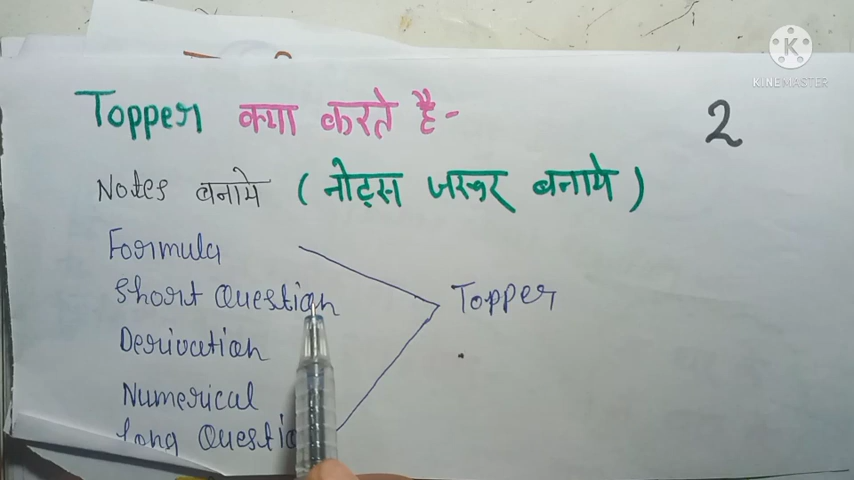 K
KINEMASTER
Topper क्या करते है-
2
Notes बनाये ( नोट्स जरूर बनाये )
Formula
Short Question
Topper
Derivation
Numerical
Long Questio